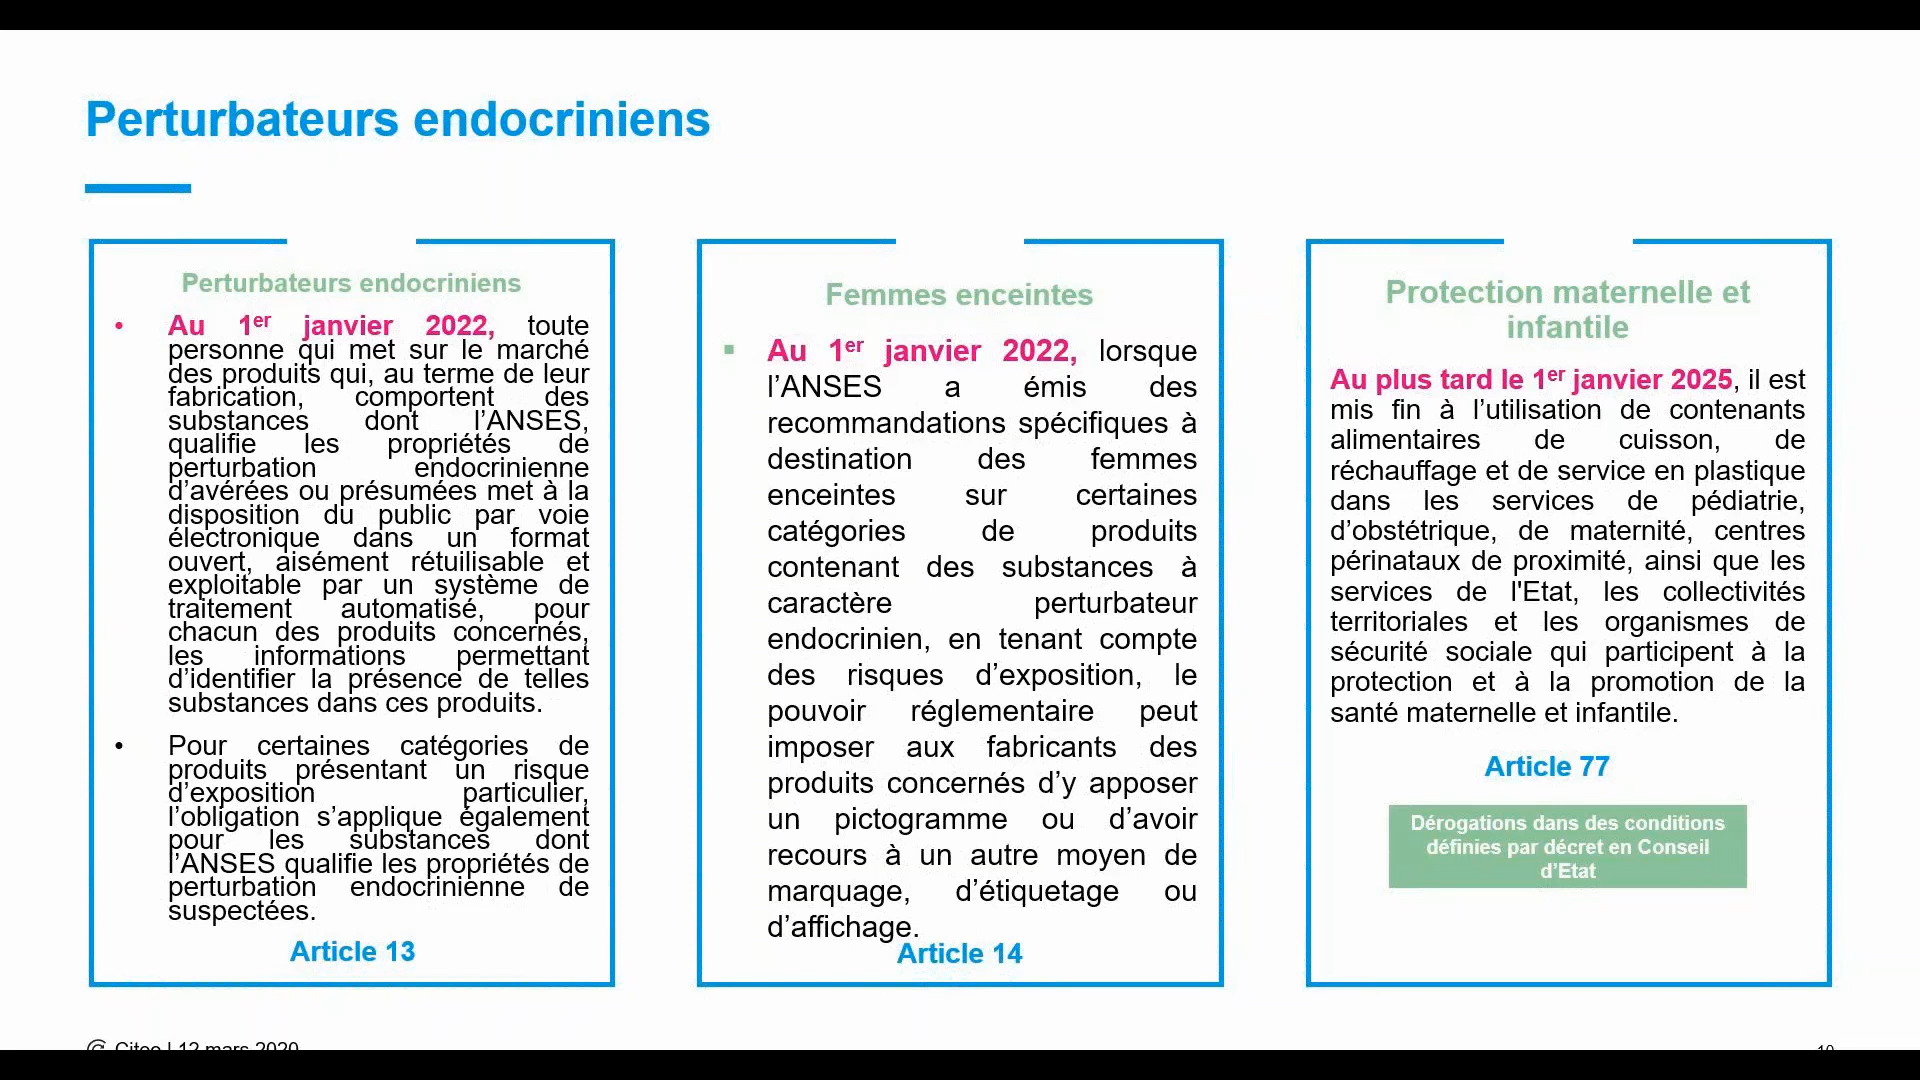 Perturbateurs endocriniens
Perturbateurs endocriniens
• Au 1er janvier 2022, toute
personne qui met sur le marché
des produits qui, au terme de leur
fabrication, comportent des
substances dont l’ANSES,
qualifie les propriétés de
perturbation endocrinienne
d’avérées ou présumées met à la
disposition du public par voie
électronique dans un format
ouvert, aisément rétuilisable et
exploitable par un système de
traitement automatisé, pour
chacun des produits concernés,
les informations permettant
d’identifier la présence de telles
substances dans ces produits.
• Pour certaines catégories de
produits présentant un risque
d’exposition particulier,
l’obligation s’applique également
pour les substances dont
l’ANSES qualifie les propriétés de
perturbation endocrinienne de
suspectées.
Article 13
Femmes enceintes
▪ Au 1er janvier 2022, lorsque
l’ANSES a émis des
recommandations spécifiques à
destination des femmes
enceintes sur certaines
catégories de produits
contenant des substances à
caractère perturbateur
endocrinien, en tenant compte
des risques d’exposition, le
pouvoir réglementaire peut
imposer aux fabricants des
produits concernés d’y apposer
un pictogramme ou d’avoir
recours à un autre moyen de
marquage, d’étiquetage ou
d’affichage.
Article 14
Protection maternelle et
infantile
Au plus tard le 1er janvier 2025, il est
mis fin à l’utilisation de contenants
alimentaires de cuisson, de
réchauffage et de service en plastique
dans les services de pédiatrie,
d’obstétrique, de maternité, centres
périnataux de proximité, ainsi que les
services de l'Etat, les collectivités
territoriales et les organismes de
sécurité sociale qui participent à la
protection et à la promotion de la
santé maternelle et infantile.
Article 77
Dérogations dans des conditions
définies par décret en Conseil
d’Etat
Citeo | 12 mars 2020